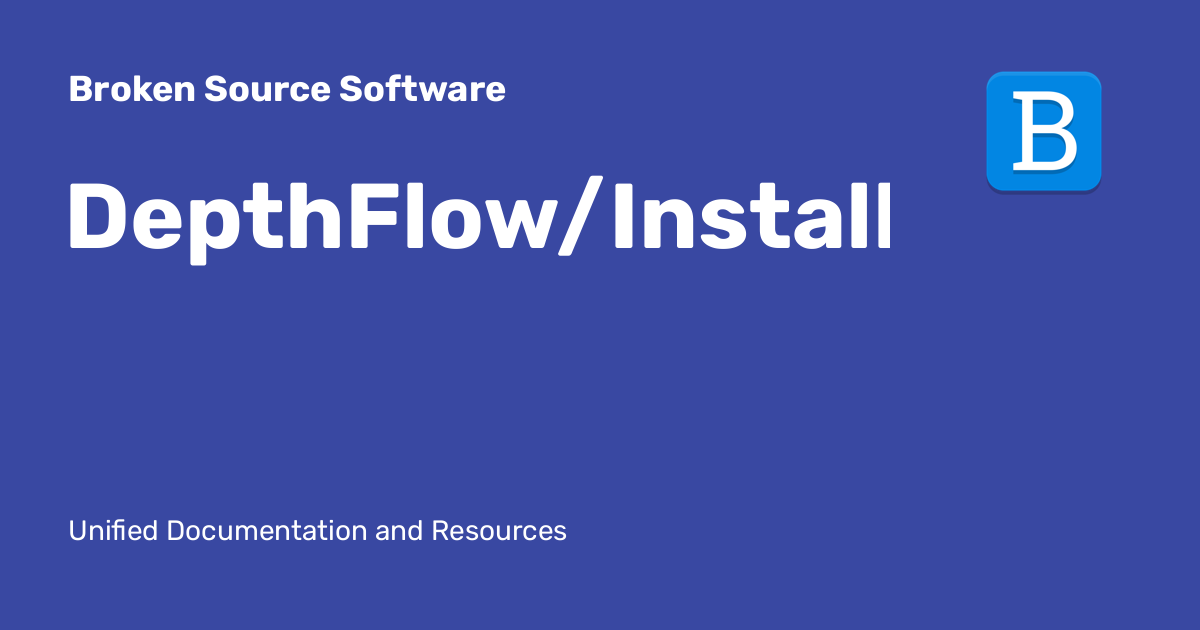 Broken Source Software
B
DepthFlow/Install
Unified Documentation and Resources